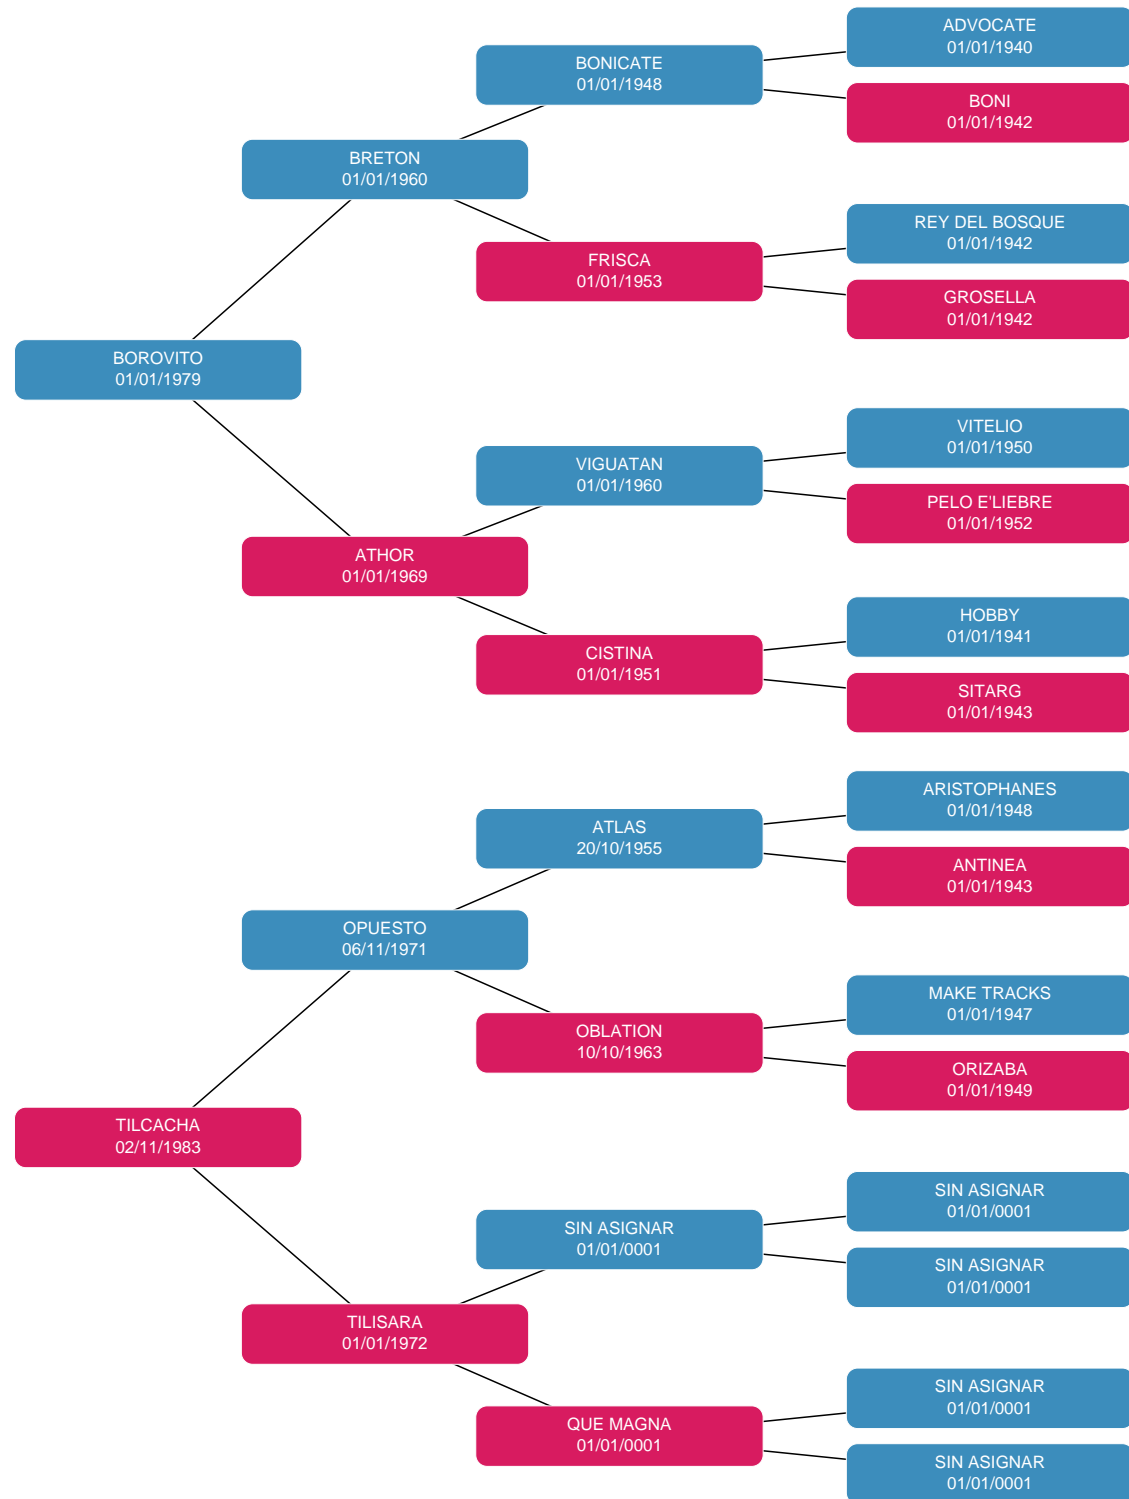 ADVOCATE
01/01/1940
BONICATE
01/01/1948
BONI
01/01/1942
BRETON
01/01/1960
REY DEL BOSQUE
01/01/1942
FRISCA
01/01/1953
GROSELLA
01/01/1942
BOROVITO
01/01/1979
VITELIO
01/01/1950
VIGUATAN
01/01/1960
PELO E'LIEBRE
01/01/1952
ATHOR
01/01/1969
HOBBY
01/01/1941
CISTINA
01/01/1951
SITARG
01/01/1943
ARISTOPHANES
01/01/1948
ATLAS
20/10/1955
ANTINEA
01/01/1943
OPUESTO
06/11/1971
MAKE TRACKS
01/01/1947
OBLATION
10/10/1963
ORIZABA
01/01/1949
TILCACHA
02/11/1983
SIN ASIGNAR
01/01/0001
SIN ASIGNAR
01/01/0001
SIN ASIGNAR
01/01/0001
TILISARA
01/01/1972
SIN ASIGNAR
01/01/0001
QUE MAGNA
01/01/0001
SIN ASIGNAR
01/01/0001